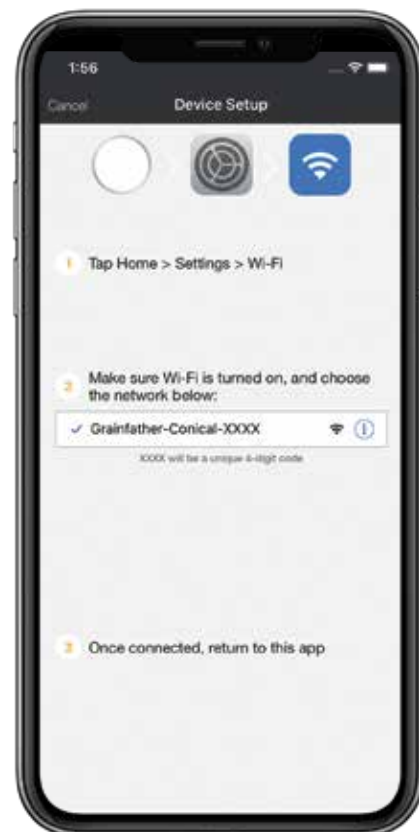 1:56
Cancel Device Setup
1 Tap Home > Settings > Wi-Fi
2 Make sure Wi-Fi is turned on, and choose
the network below:
Grainfather-Conical-XXXX
XXXX will be a unique 4-digit code
3 Once connected, return to this app